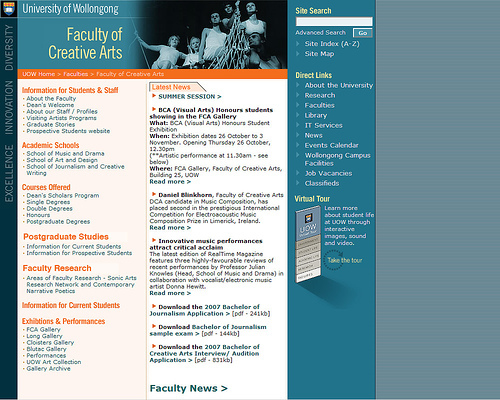 University of Wollongong
Faculty of
Creative Arts
EXCELLENCE INNOVATION DIVERSITY
UOW Home > Faculties > Faculty of Creative Arts
Information for Students & Staff
- About the Faculty
- Dean's Welcome
- About our Staff / Profiles
- Visiting Artists Programs
- Graduate Stories
- Prospective Students website
Academic Schools
- School of Music and Drama
- School of Art and Design
- School of Journalism and Creative
Writing
Courses Offered
- Dean's Scholars Program
- Single Degrees
- Double Degrees
- Honours
- Postgraduate Degrees
Postgraduate Studies
- Information for Current Students
- Information for Prospective Students
Faculty Research
- Areas of Faculty Research - Sonic Arts
Research Network and Contemporary
Narrative Poetics
Information for Current Students
Exhibtions & Performances
- FCA Gallery
- Long Gallery
- Cloisters Gallery
- Blutac Gallery
- Performances
- UOW Art Collection
- Gallery Archive
Latest News
SUMMER SESSION >
BCA (Visual Arts) Honours students
showing in the FCA Gallery
What: BCA (Visual Arts) Honours Student
Exhibition
When: Exhibition dates 26 October to 3
November. Opening Thursday 26 October,
12.30pm
(**Artistic performance at 11.30am - see
below)
Where: FCA Gallery, Faculty of Creative Arts,
Building 25, UOW
Read more >
Daniel Blinkhorn, Faculty of Creative Arts
DCA candidate in Music Composition, has
placed second in the prestigious International
Competition for Electroacoustic Music
Composition Prize in Limerick, Ireland.
Read more >
Innovative music performances
attract critical acclaim
The latest edition of RealTime Magazine
features three highly-favourable reviews of
recent performances by Professor Julian
Knowles (Head, School of Music and Drama) in
collaboration with vocalist/electronic music
artist Donna Hewitt.
Read more >
Download the 2007 Bachelor of
Journalism Application > [pdf - 241kb]
Download Bachelor of Journalism
sample exam > [pdf - 144kb]
Download the 2007 Bachelor of
Creative Arts Interview/ Audition
Application > [pdf - 831kb]
Faculty News >
Site Search
Advanced Search
Go
Site Index (A-Z)
Site Map
Direct Links
About the University
Research
Faculties
Library
IT Services
News
Events Calendar
Wollongong Campus
Facilities
Job Vacancies
Classifieds
Virtual Tour
UOW
Learn more
about student life
at UOW through
interactive
images, sound
and video.
Take the tour